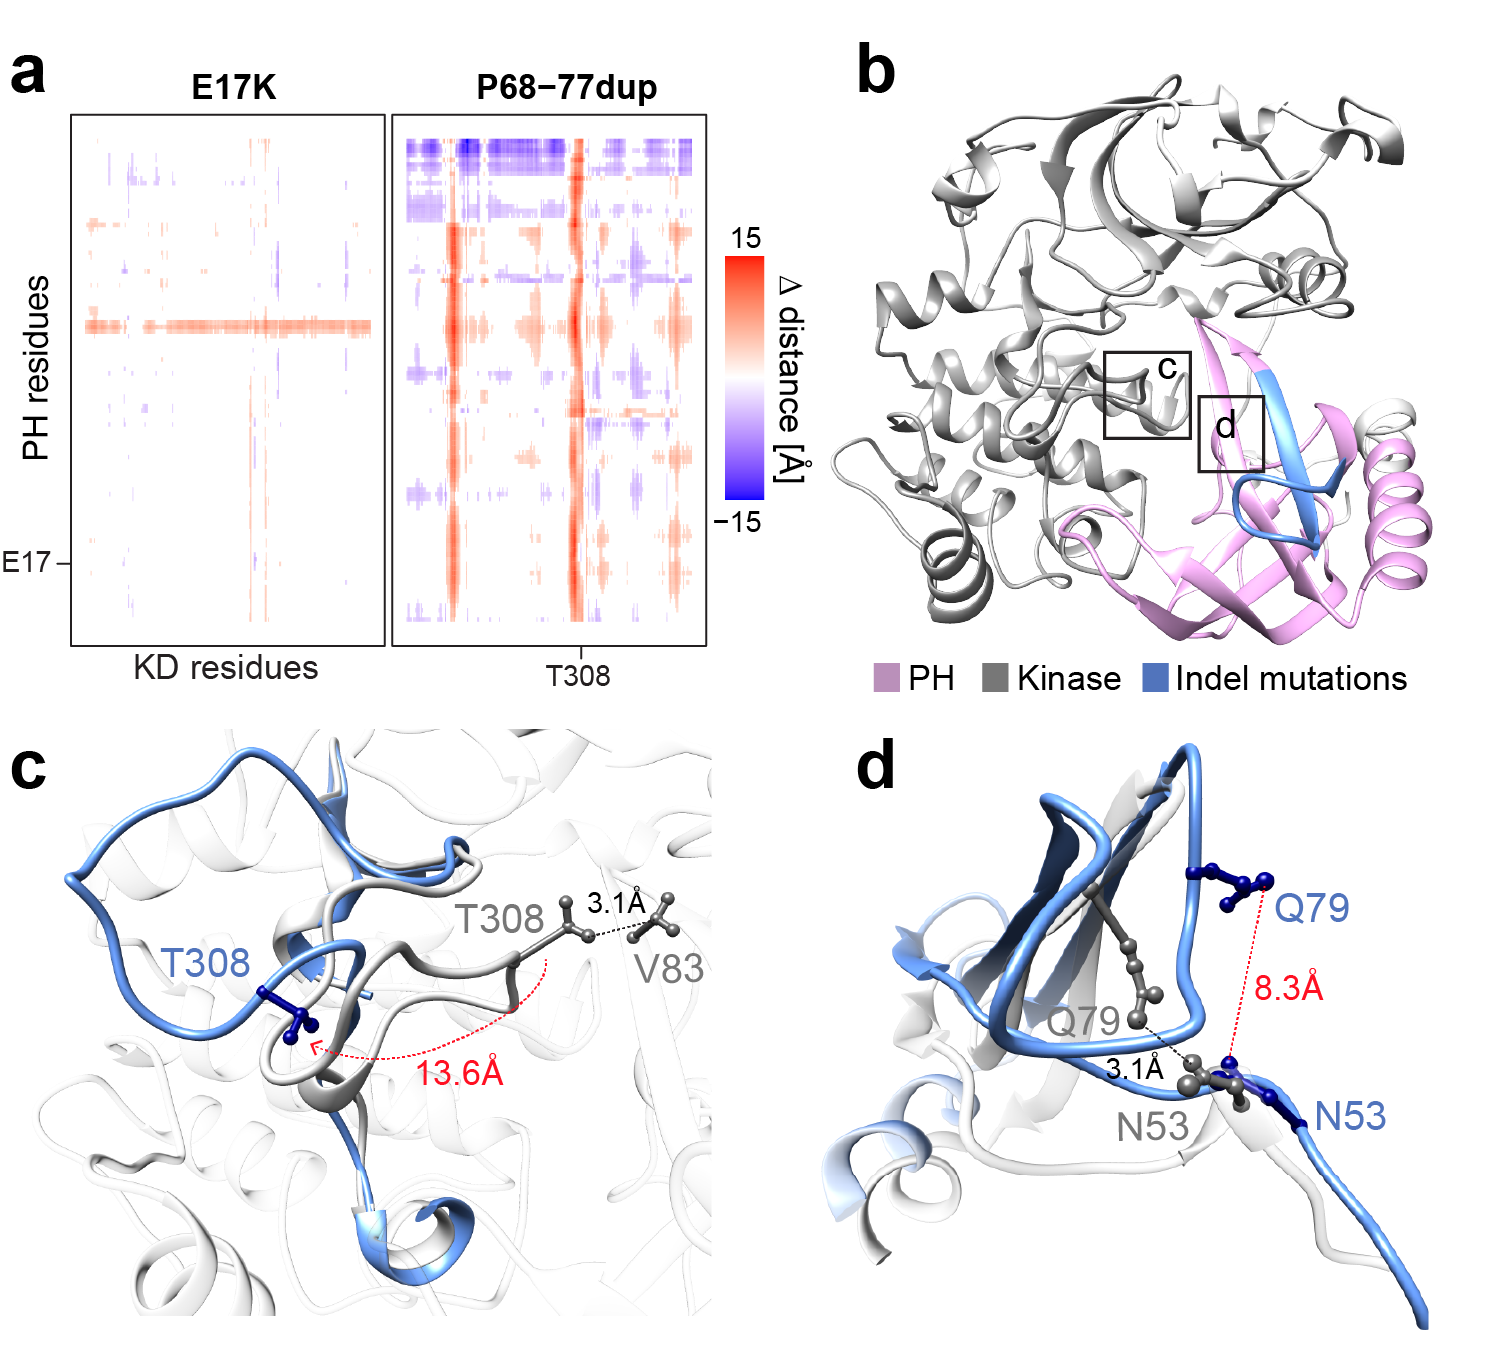 a
E17K
P68−77dup
PH residues
E17
KD residues
T308
15
Δ distance [Å]
−15
b
c
d
PH
Kinase
Indel mutations
c
T308
3.1Å
V83
T308
13.6Å
d
Q79
8.3Å
Q79
3.1Å
N53
N53